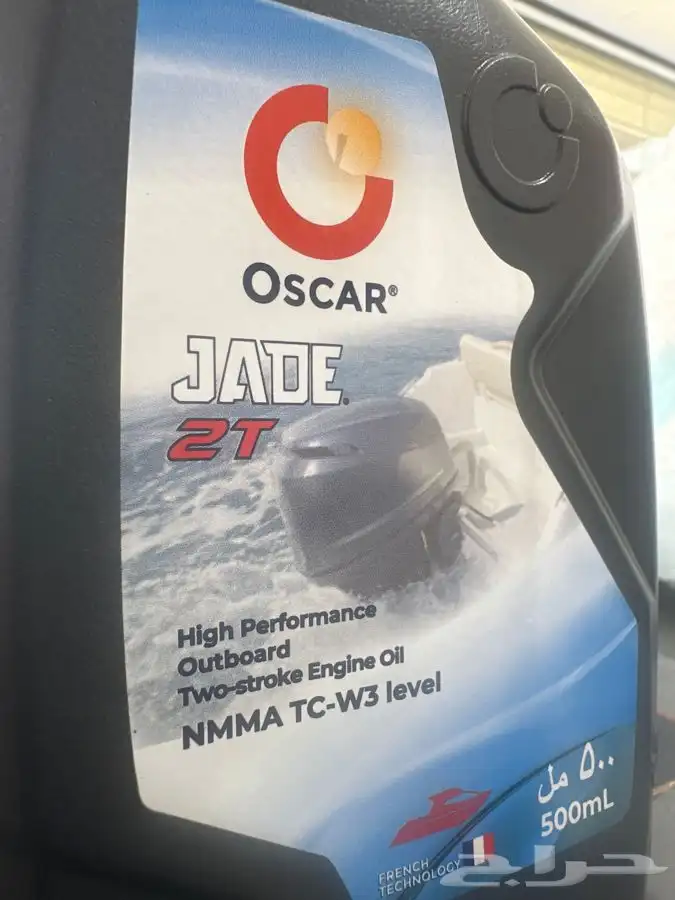 OSCAR®
JADE.
2T
High Performance
Outboard
Two-stroke Engine Oil
NMMA TC-W3 level
٥٠٠ مل
500mL
FRENCH
TECHNOLOGY
حراج